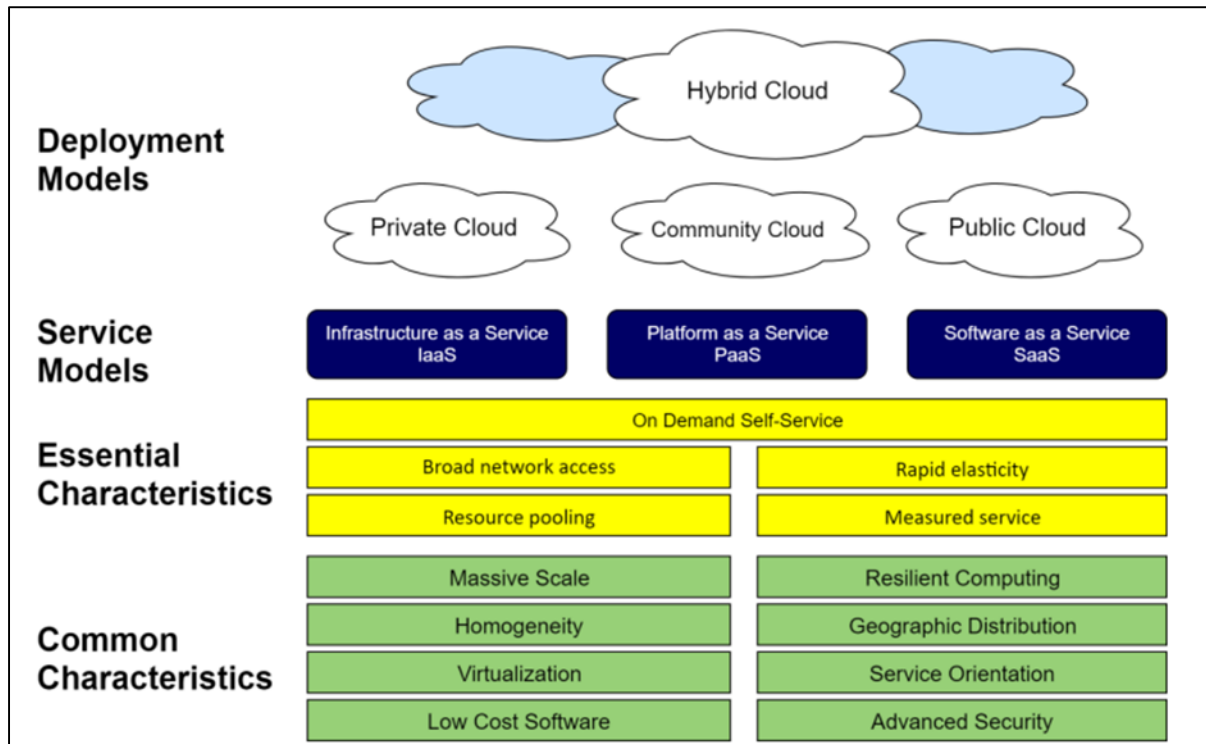 Hybrid Cloud
Deployment
Models
Private Cloud
Community Cloud
Public Cloud
Service
Models
Infrastructure as a Service
IaaS
Platform as a Service
PaaS
Software as a Service
SaaS
Essential
Characteristics
On Demand Self-Service
Broad network access
Rapid elasticity
Resource pooling
Measured service
Common
Characteristics
Massive Scale
Resilient Computing
Homogeneity
Geographic Distribution
Virtualization
Service Orientation
Low Cost Software
Advanced Security